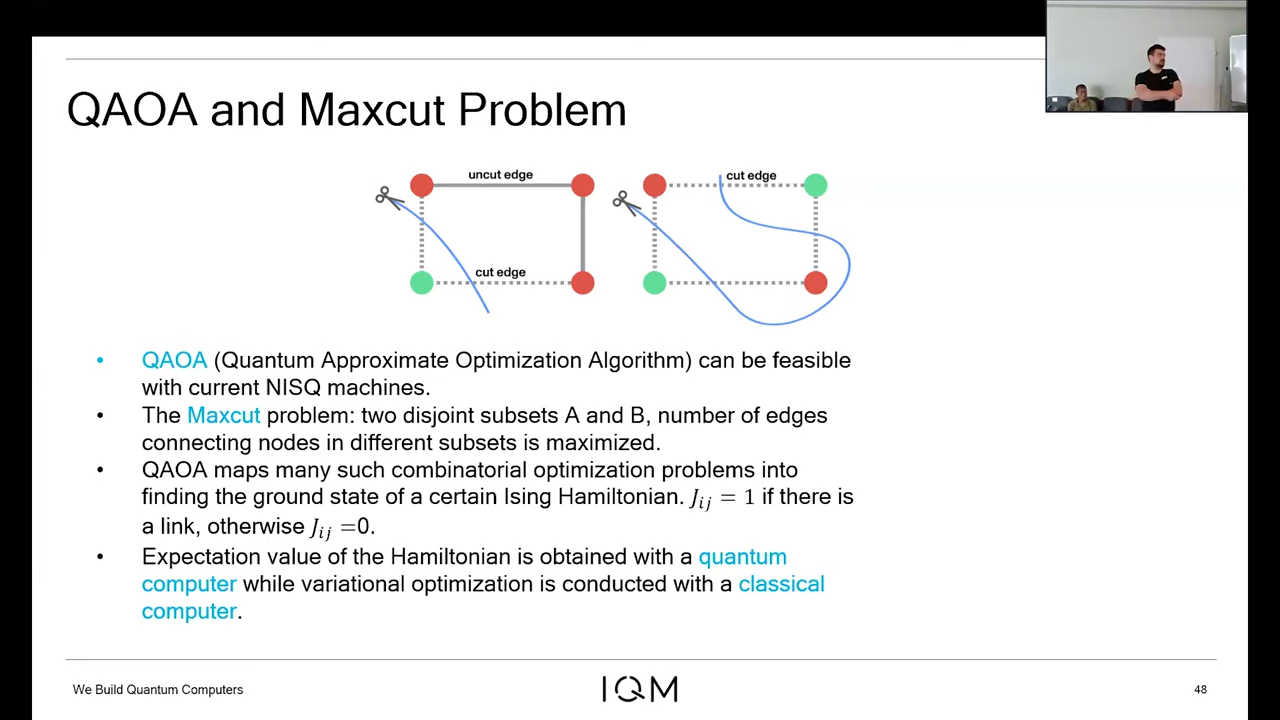 QAOA and Maxcut Problem
uncut edge
cut edge
cut edge
• QAOA (Quantum Approximate Optimization Algorithm) can be feasible
with current NISQ machines.
• The Maxcut problem: two disjoint subsets A and B, number of edges
connecting nodes in different subsets is maximized.
• QAOA maps many such combinatorial optimization problems into
finding the ground state of a certain Ising Hamiltonian. J_{ij} = 1 if there is
a link, otherwise J_{ij} =0.
• Expectation value of the Hamiltonian is obtained with a quantum
computer while variational optimization is conducted with a classical
computer.
We Build Quantum Computers
IQM
48